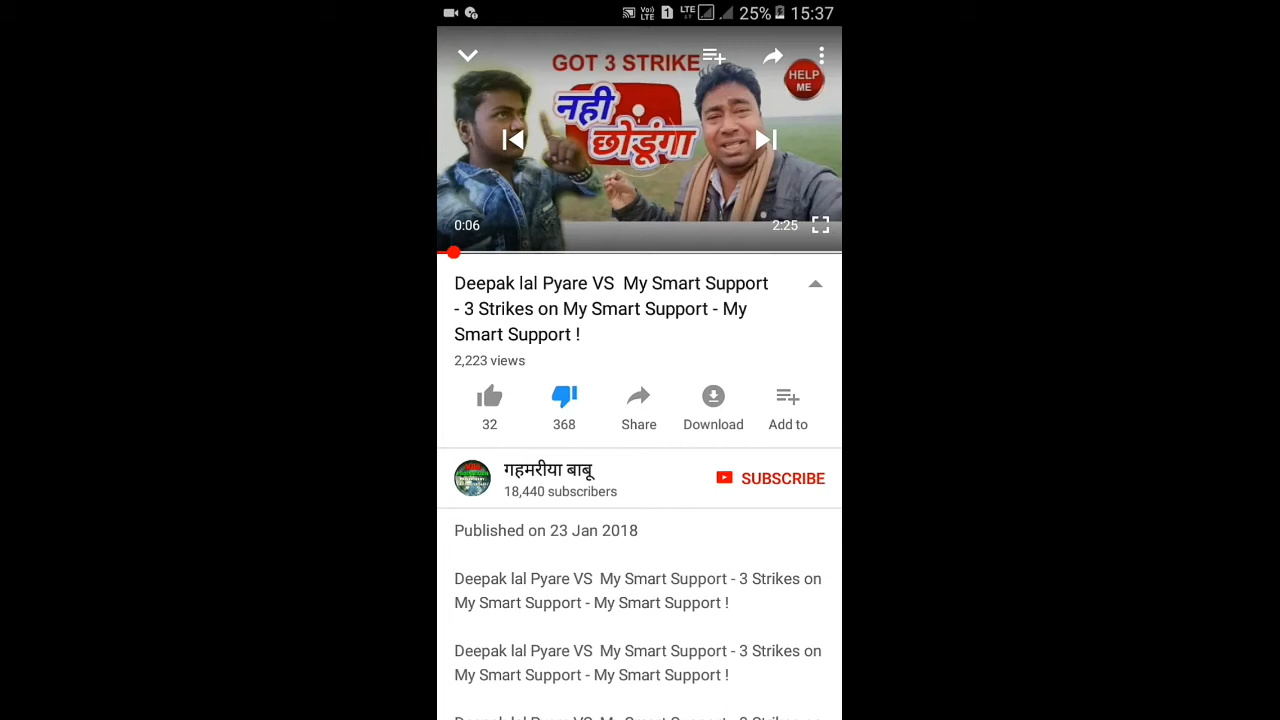 VoLTE 1 LTE 25% 15:37
GOT 3 STRIKE
HELP
ME
नही
छोडूंगा
0:06 2:25
Deepak lal Pyare VS My Smart Support
- 3 Strikes on My Smart Support - My
Smart Support !
2,223 views
32 368 Share Download Add to
गहमरीया बाबू
SUBSCRIBE
18,440 subscribers
Published on 23 Jan 2018
Deepak lal Pyare VS My Smart Support - 3 Strikes on
My Smart Support - My Smart Support !
Deepak lal Pyare VS My Smart Support - 3 Strikes on
My Smart Support - My Smart Support !